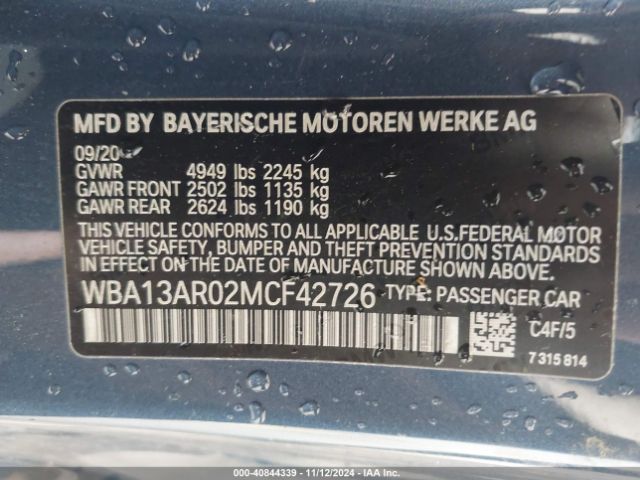 MFD BY BAYERISCHE MOTOREN WERKE AG
09/20
GVWR 4949 lbs 2245 kg
GAWR FRONT 2502 lbs 1135 kg
GAWR REAR 2624 lbs 1190 kg
THIS VEHICLE CONFORMS TO ALL APPLICABLE U.S.FEDERAL MOTOR
VEHICLE SAFETY, BUMPER AND THEFT PREVENTION STANDARDS
IN EFFECT ON THE DATE OF MANUFACTURE SHOWN ABOVE.
WBA13AR02MCF42726 TYPE: PASSENGER CAR
C4F/5
7 315 814
000-40844339 - 11/12/2024 - IAA Inc.